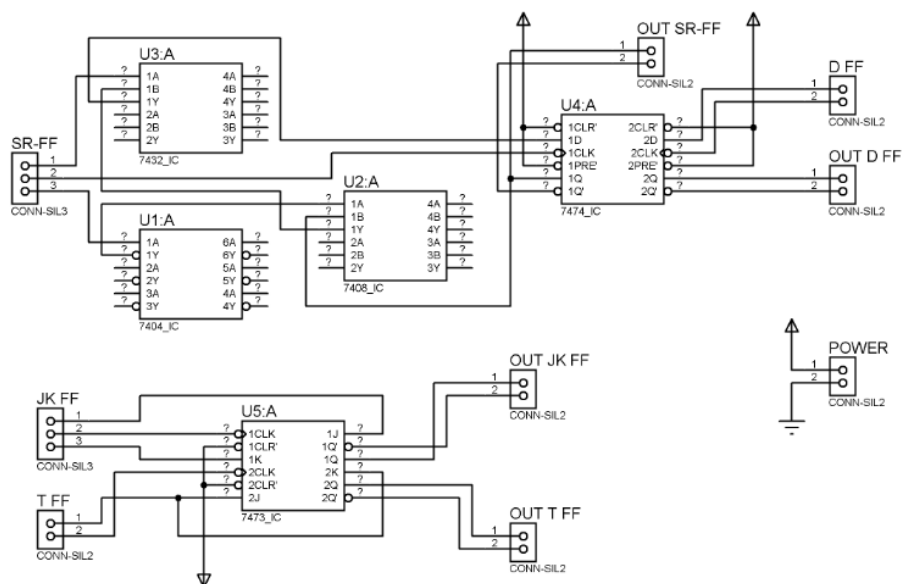 OUT SR-FF
1
2
CONN-SIL2
U3:A
? 1A 4A ?
? 1B 4B ?
? 1Y 4Y ?
? 2A 3A ?
? 2B 3B ?
? 2Y 3Y ?
7432_IC
D FF
1
2
CONN-SIL2
U4:A
? 1CLR' 2CLR' ?
? 1D 2D ?
? 1CLK 2CLK ?
? 1PRE' 2PRE' ?
? 1Q 2Q ?
? 1Q' 2Q' ?
7474_IC
SR-FF
1
2
3
CONN-SIL3
OUT D FF
1
2
CONN-SIL2
U2:A
? 1A 4A ?
? 1B 4B ?
? 1Y 4Y ?
? 2A 3A ?
? 2B 3B ?
? 2Y 3Y ?
7408_IC
U1:A
? 1A 6A ?
? 1Y 6Y ?
? 2A 5A ?
? 2Y 5Y ?
? 3A 4A ?
? 3Y 4Y ?
7404_IC
POWER
1
2
CONN-SIL2
OUT JK FF
1
2
CONN-SIL2
JK FF
1
2
3
CONN-SIL3
U5:A
? 1CLK 1J ?
? 1CLR' 1Q' ?
? 1K 1Q ?
? 2CLK 2K ?
? 2CLR' 2Q ?
? 2J 2Q' ?
7473_IC
T FF
1
2
CONN-SIL2
OUT T FF
1
2
CONN-SIL2